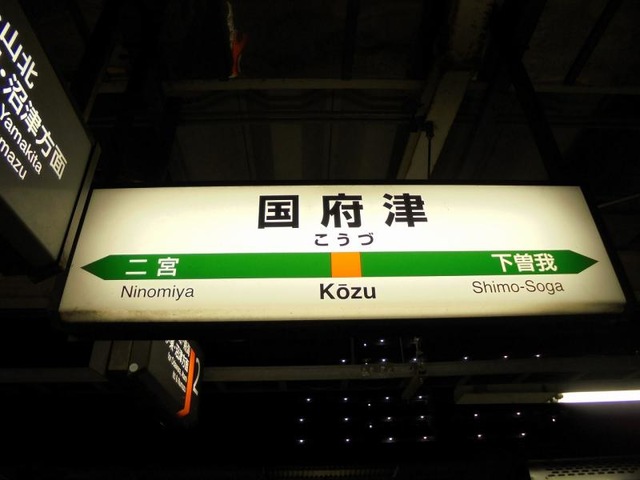 山北
沼津方面
Yamakita
国府津
こうづ
二宮
下曽我
Ninomiya
Kōzu
Shimo-Soga
2